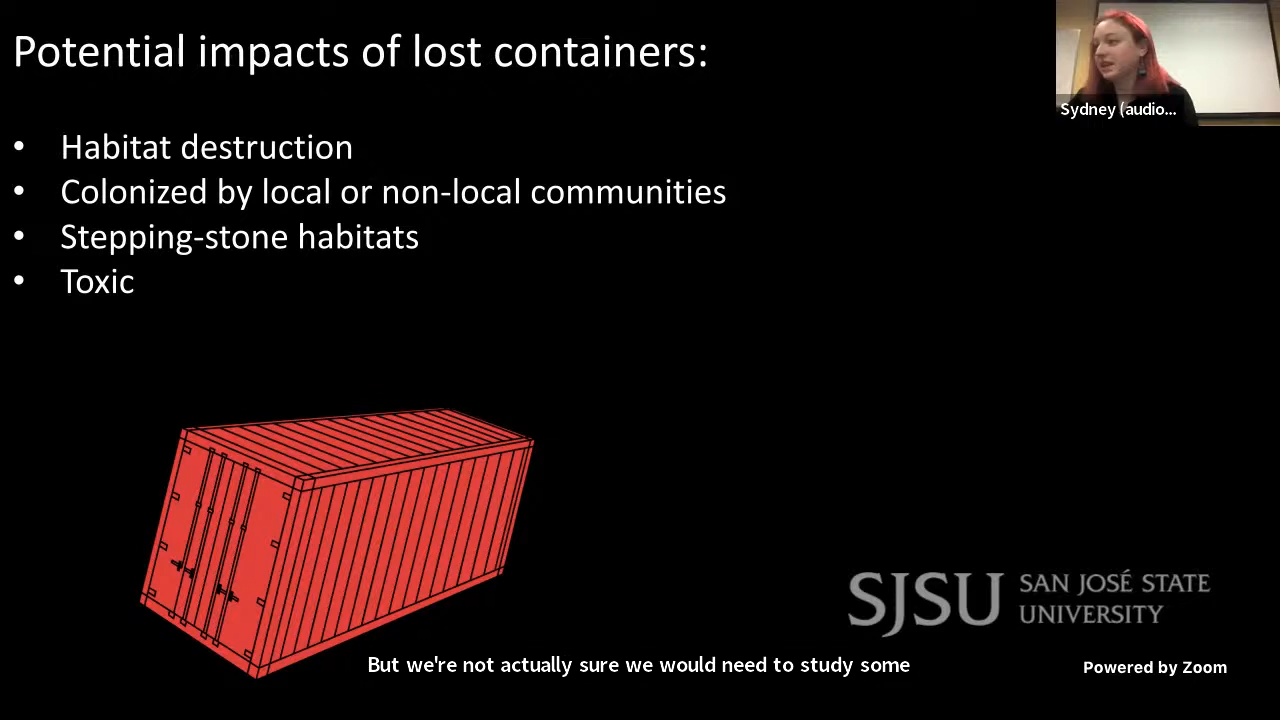 Potential impacts of lost containers:
Sydney (audio...
• Habitat destruction
• Colonized by local or non-local communities
• Stepping-stone habitats
• Toxic
SJSU SAN JOSÉ STATE
UNIVERSITY
But we're not actually sure we would need to study some
Powered by Zoom